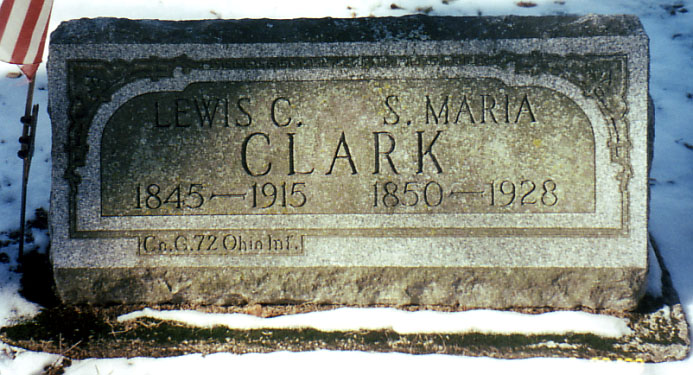 LEWIS C. S. MARIA
CLARK
1845—1915 1850—1928
Co. G. 72 Ohio Inf.